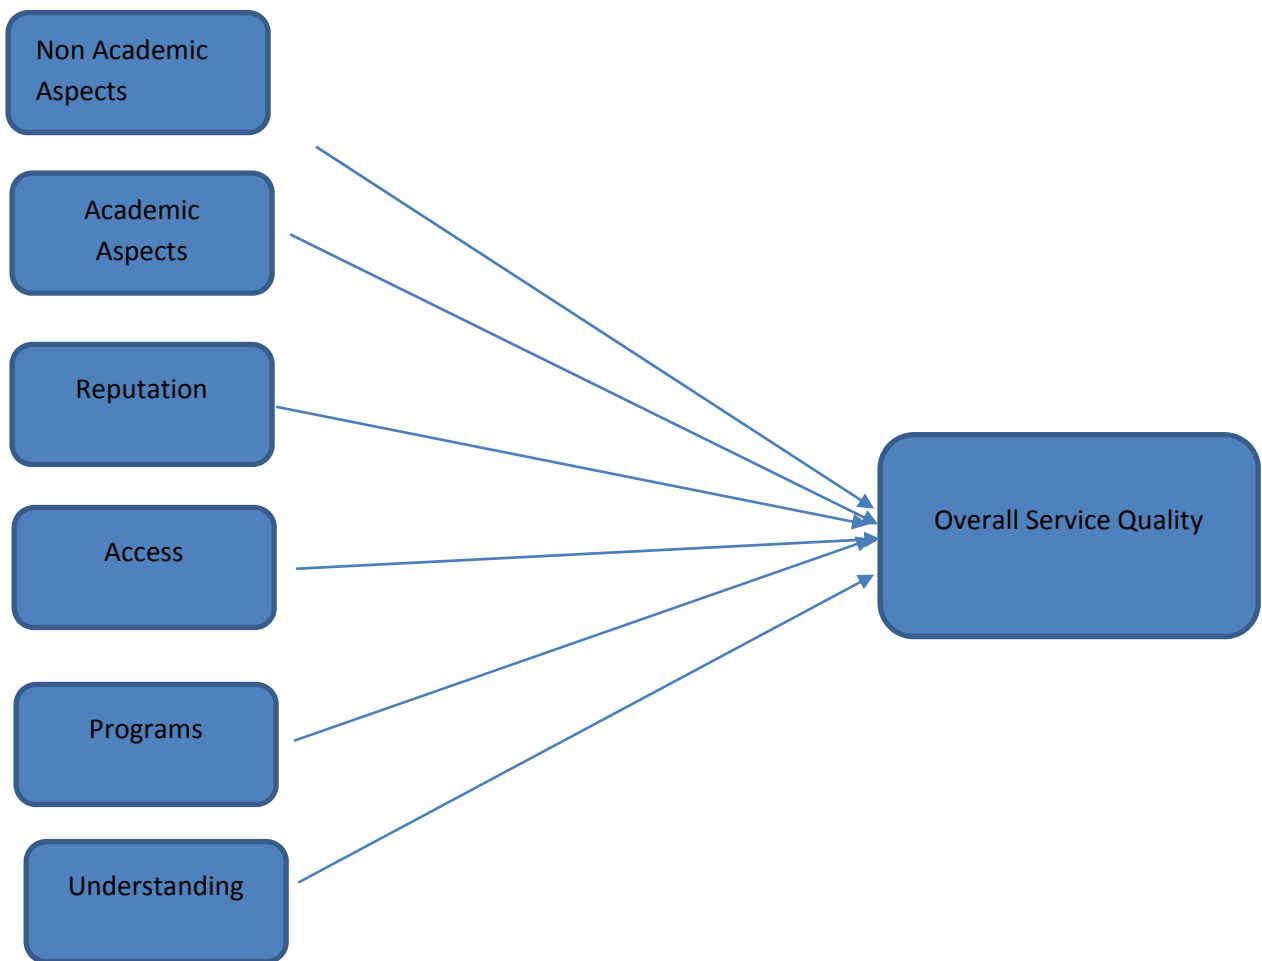 Non Academic
Aspects
Academic
Aspects
Reputation
Access
Programs
Understanding
Overall Service Quality